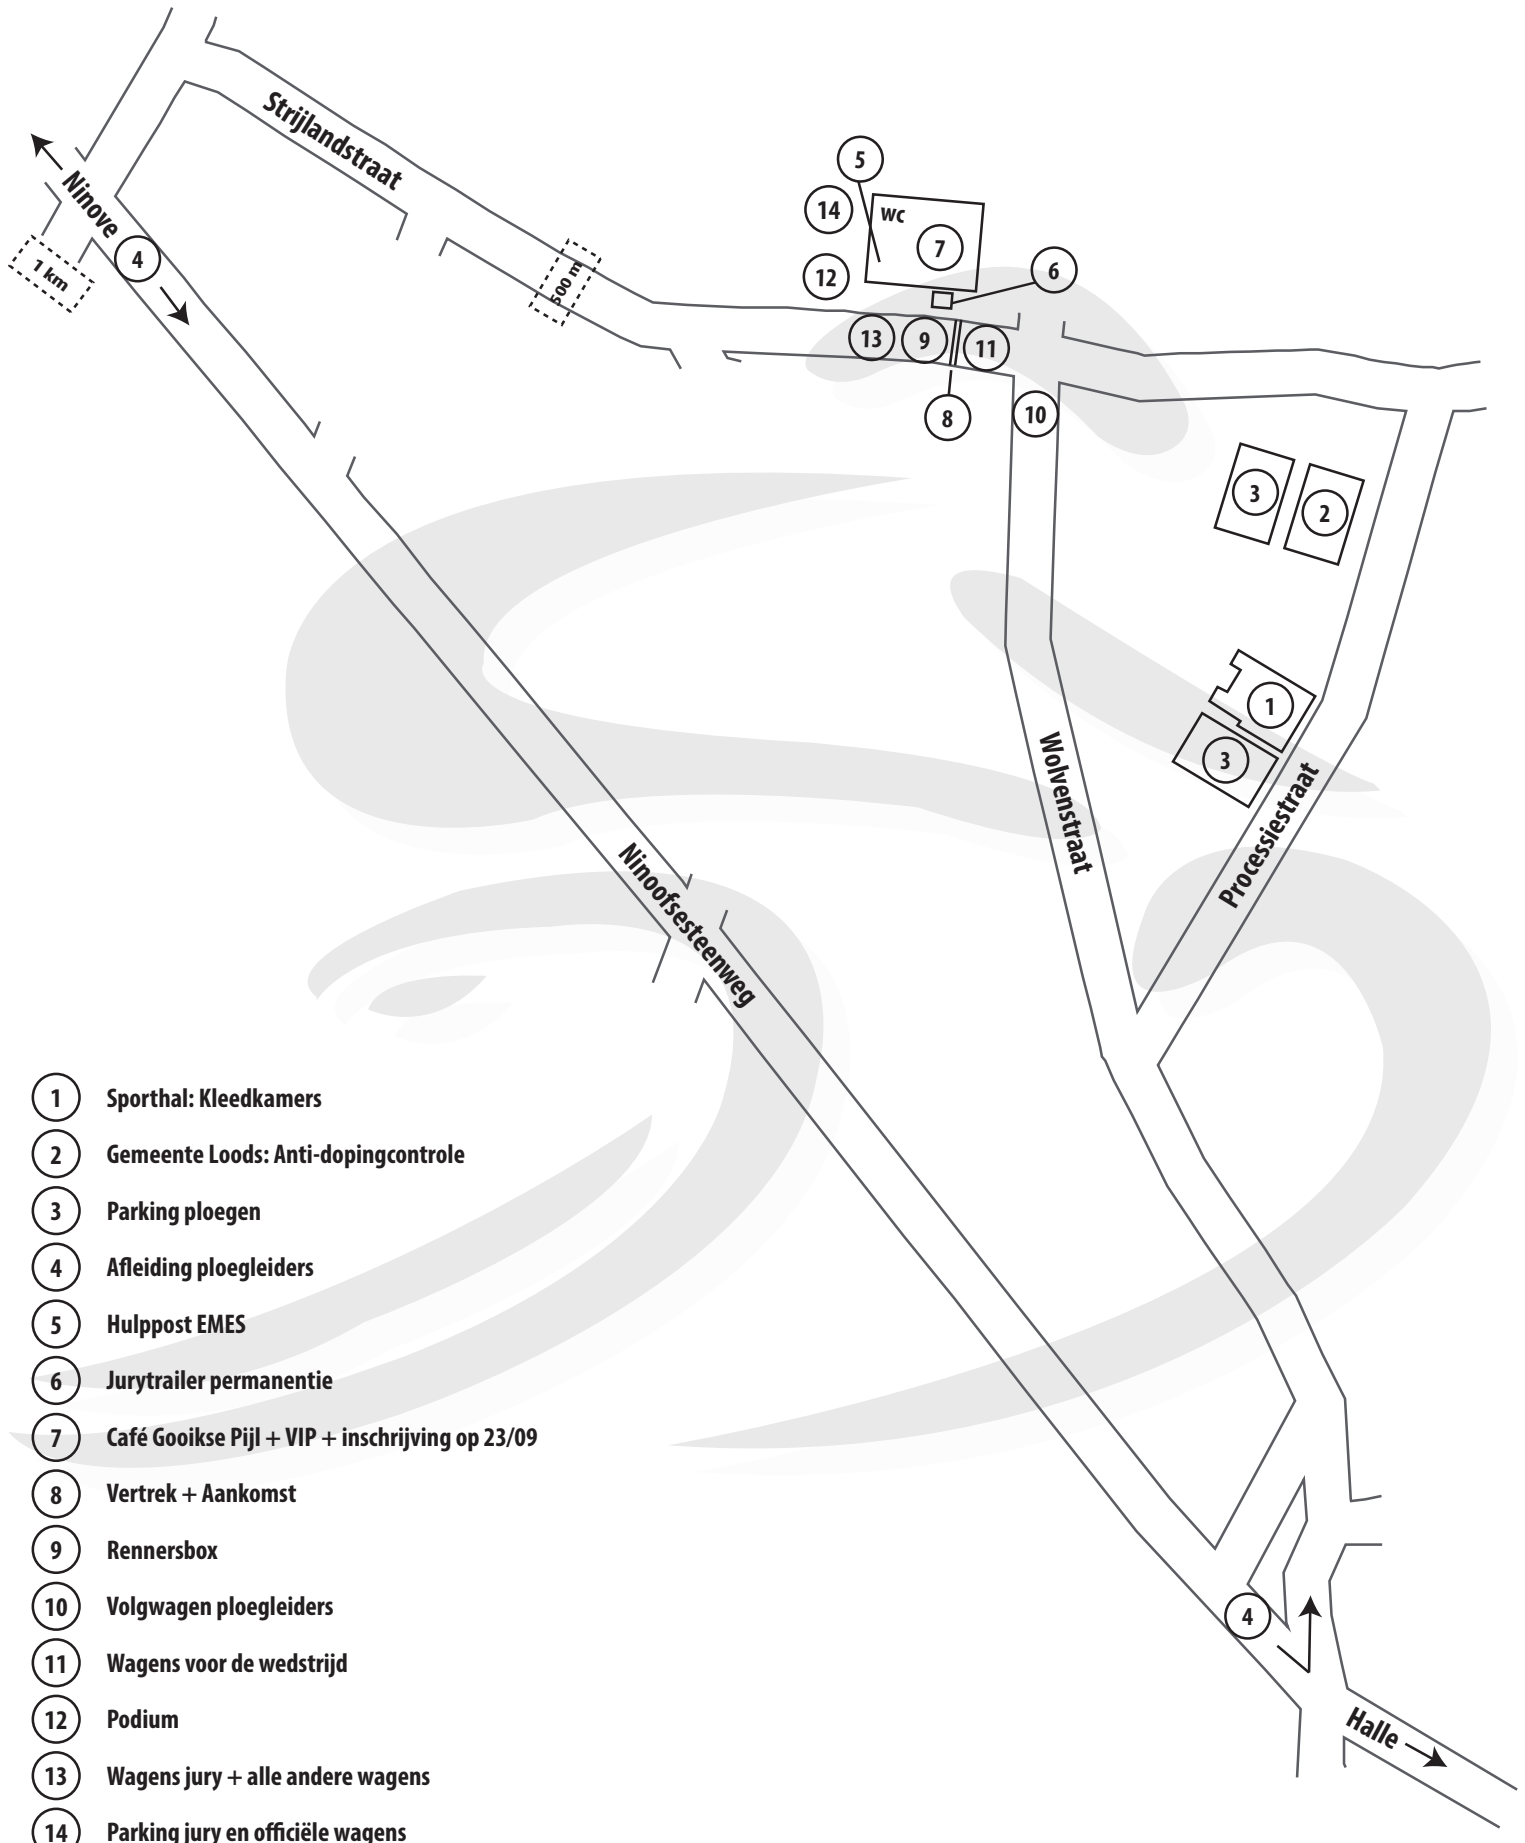 Strijlandstraat
Ninove
4
1 km
500 m
5
14
WC
7
12
6
13
9
11
8
10
3
2
1
3
Wolvenstraat
Processiestraat
Ninoofsesteenweg
4
Halle
1 Sporthal: Kleedkamers
2 Gemeente Loods: Anti-dopingcontrole
3 Parking ploegen
4 Afleiding ploegleiders
5 Hulppost EMES
6 Jurytrailer permanentie
7 Café Gooikse Pijl + VIP + inschrijving op 23/09
8 Vertrek + Aankomst
9 Rennersbox
10 Volgwagen ploegleiders
11 Wagens voor de wedstrijd
12 Podium
13 Wagens jury + alle andere wagens
14 Parking jury en officiële wagens